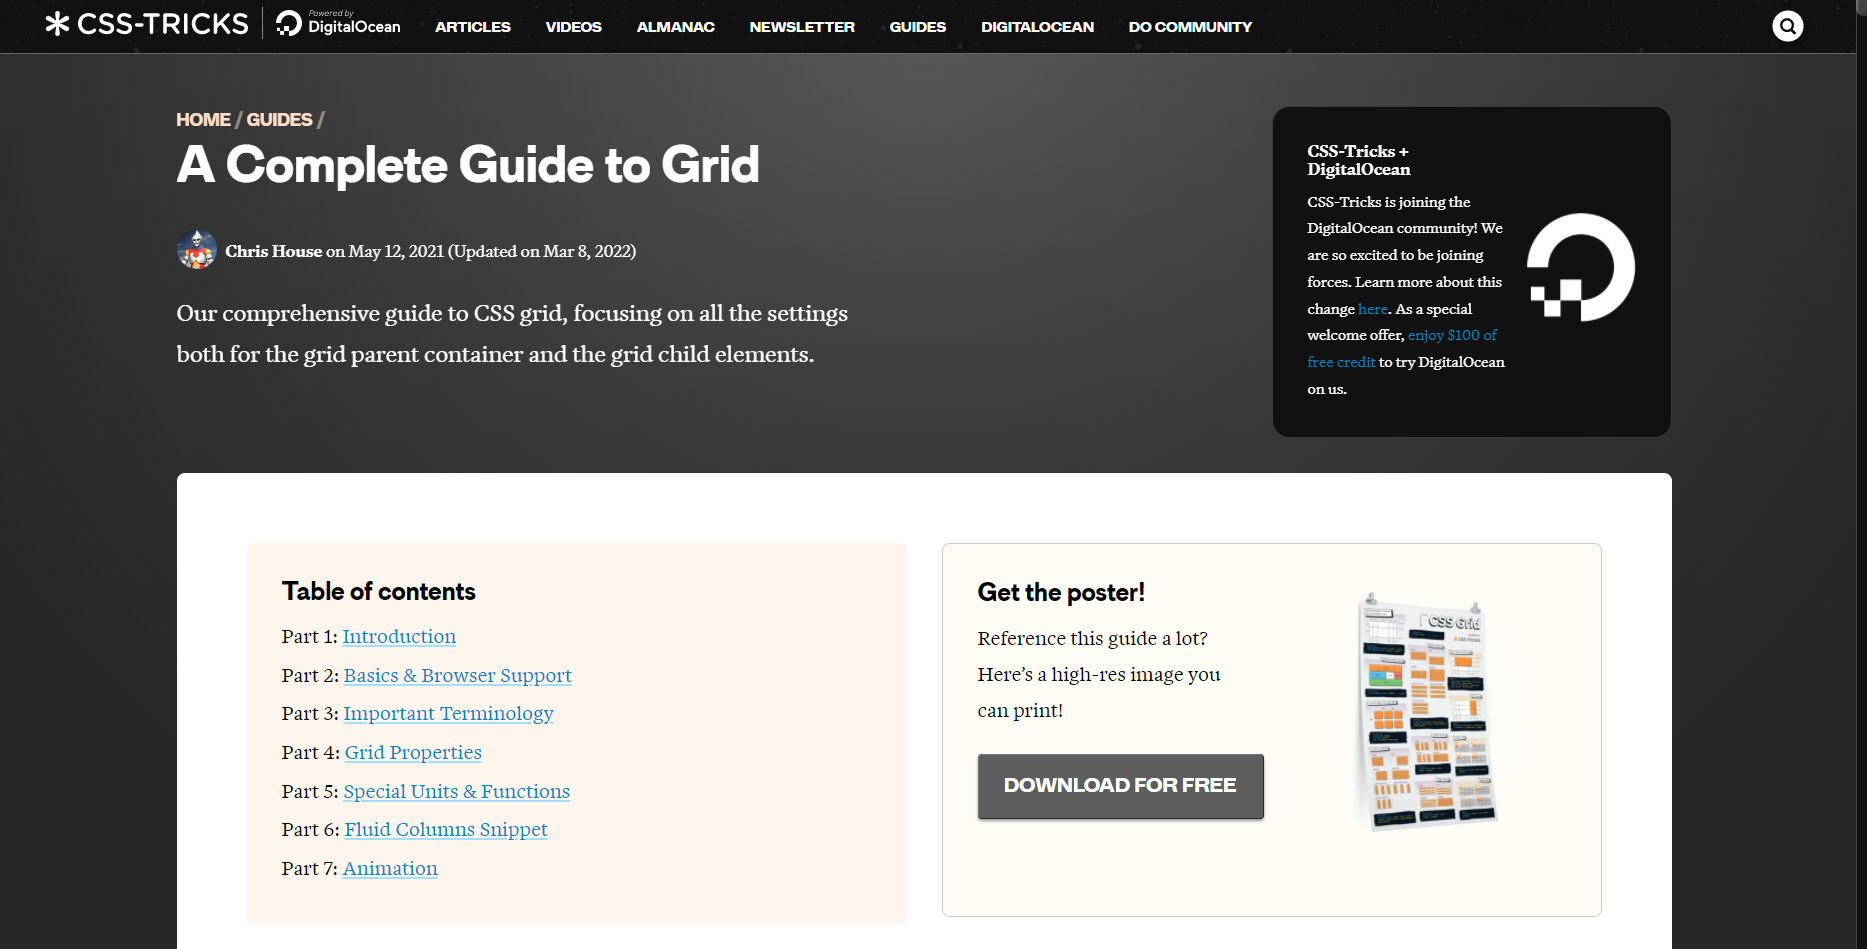 CSS-TRICKS
Powered by
DigitalOcean
ARTICLES
VIDEOS
ALMANAC
NEWSLETTER
GUIDES
DIGITALOCEAN
DO COMMUNITY
HOME / GUIDES /
A Complete Guide to Grid
Chris House on May 12, 2021 (Updated on Mar 8, 2022)
Our comprehensive guide to CSS grid, focusing on all the settings
both for the grid parent container and the grid child elements.
CSS-Tricks +
DigitalOcean
CSS-Tricks is joining the
DigitalOcean community! We
are so excited to be joining
forces. Learn more about this
change here. As a special
welcome offer, enjoy $100 of
free credit to try DigitalOcean
on us.
Table of contents
Part 1: Introduction
Part 2: Basics & Browser Support
Part 3: Important Terminology
Part 4: Grid Properties
Part 5: Special Units & Functions
Part 6: Fluid Columns Snippet
Part 7: Animation
Get the poster!
Reference this guide a lot?
Here’s a high-res image you
can print!
DOWNLOAD FOR FREE
CSS Grid
CSS-TRICKS